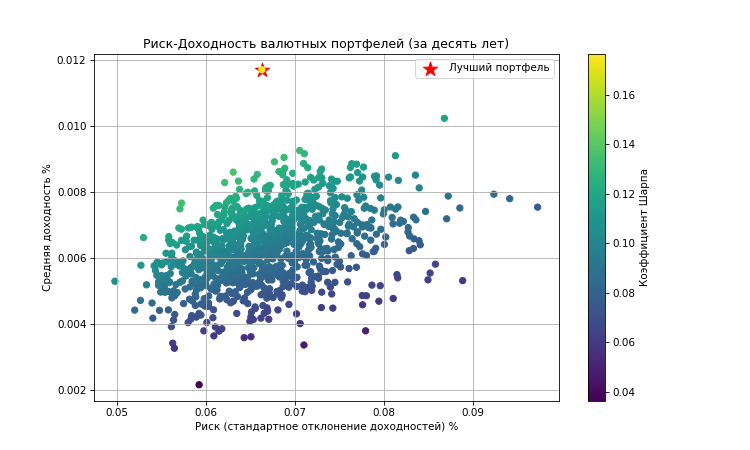 Риск-Доходность валютных портфелей (за десять лет)
Лучший портфель
Средняя доходность %
0.012
0.010
0.008
0.006
0.004
0.002
0.05 0.06 0.07 0.08 0.09
Риск (стандартное отклонение доходностей) %
0.16
0.14
0.12
0.10
0.08
0.06
0.04
Коэффициент Шарпа